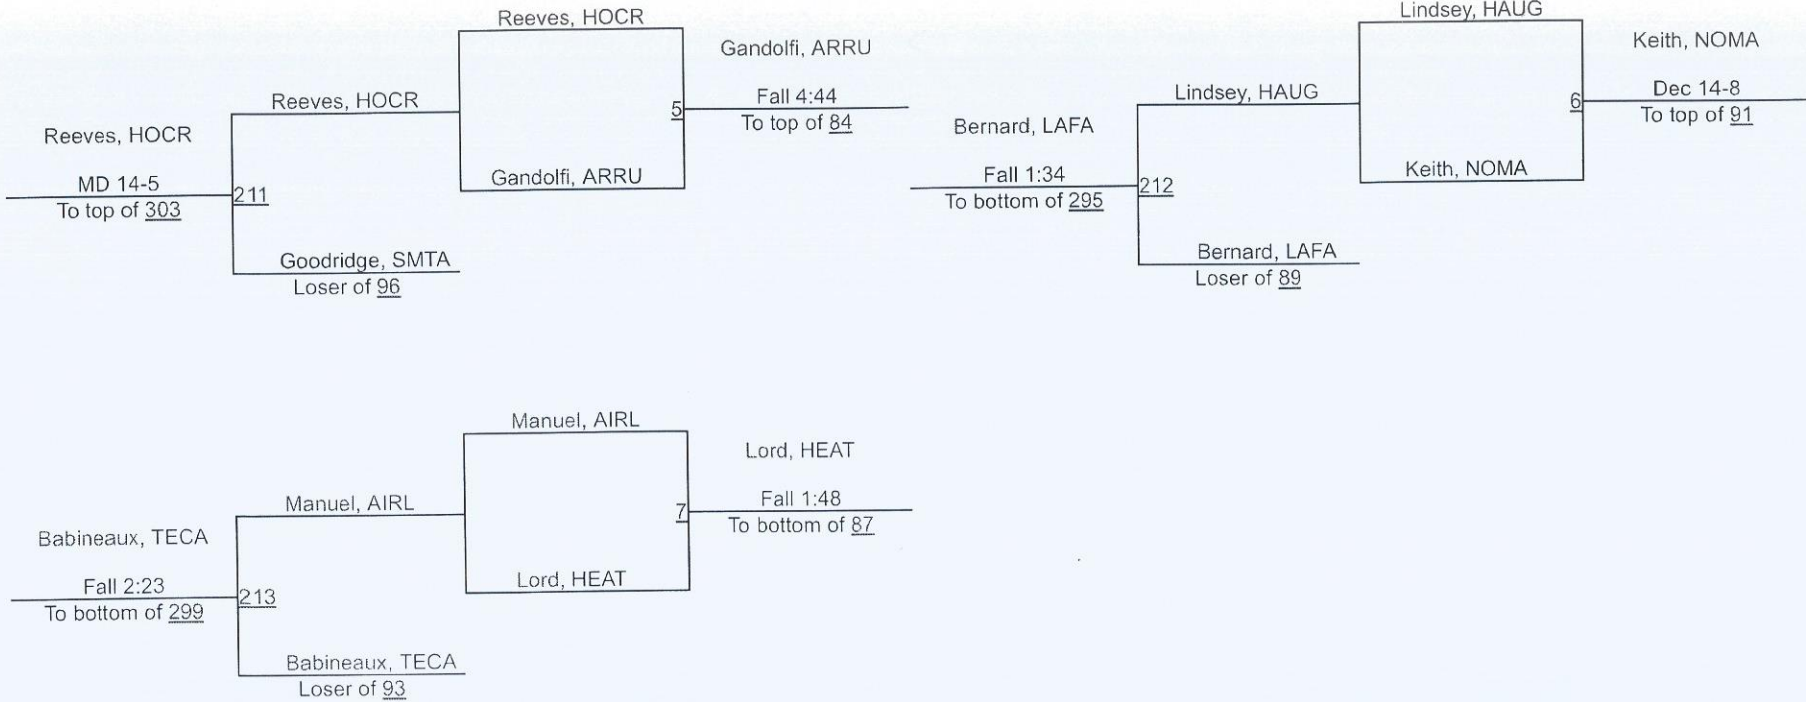 Reeves, HOCR
Gandolfi, ARRU
Reeves, HOCR
Fall 4:44
5
To top of 84
Reeves, HOCR
MD 14-5
211
To top of 303
Gandolfi, ARRU
Goodridge, SMTA
Loser of 96
Lindsey, HAUG
Keith, NOMA
Lindsey, HAUG
Dec 14-8
6
To top of 91
Bernard, LAFA
Fall 1:34
212
To bottom of 295
Keith, NOMA
Bernard, LAFA
Loser of 89
Manuel, AIRL
Lord, HEAT
Manuel, AIRL
Fall 1:48
7
To bottom of 87
Babineaux, TECA
Fall 2:23
213
To bottom of 299
Lord, HEAT
Babineaux, TECA
Loser of 93